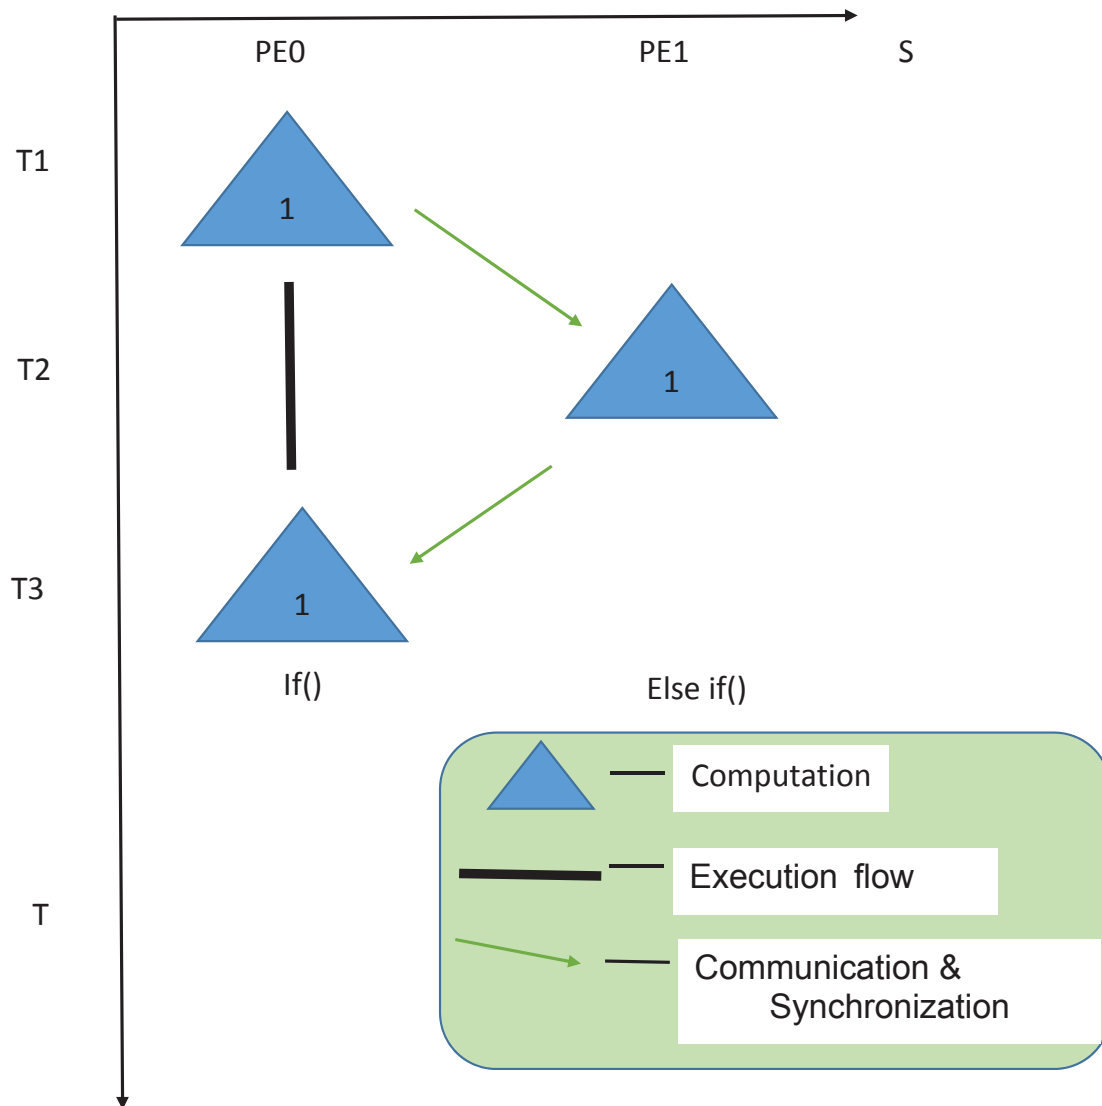 PE0
PE1
S
T1
1
T2
1
T3
1
If()
Else if()
Computation
Execution flow
T
Communication &
Synchronization